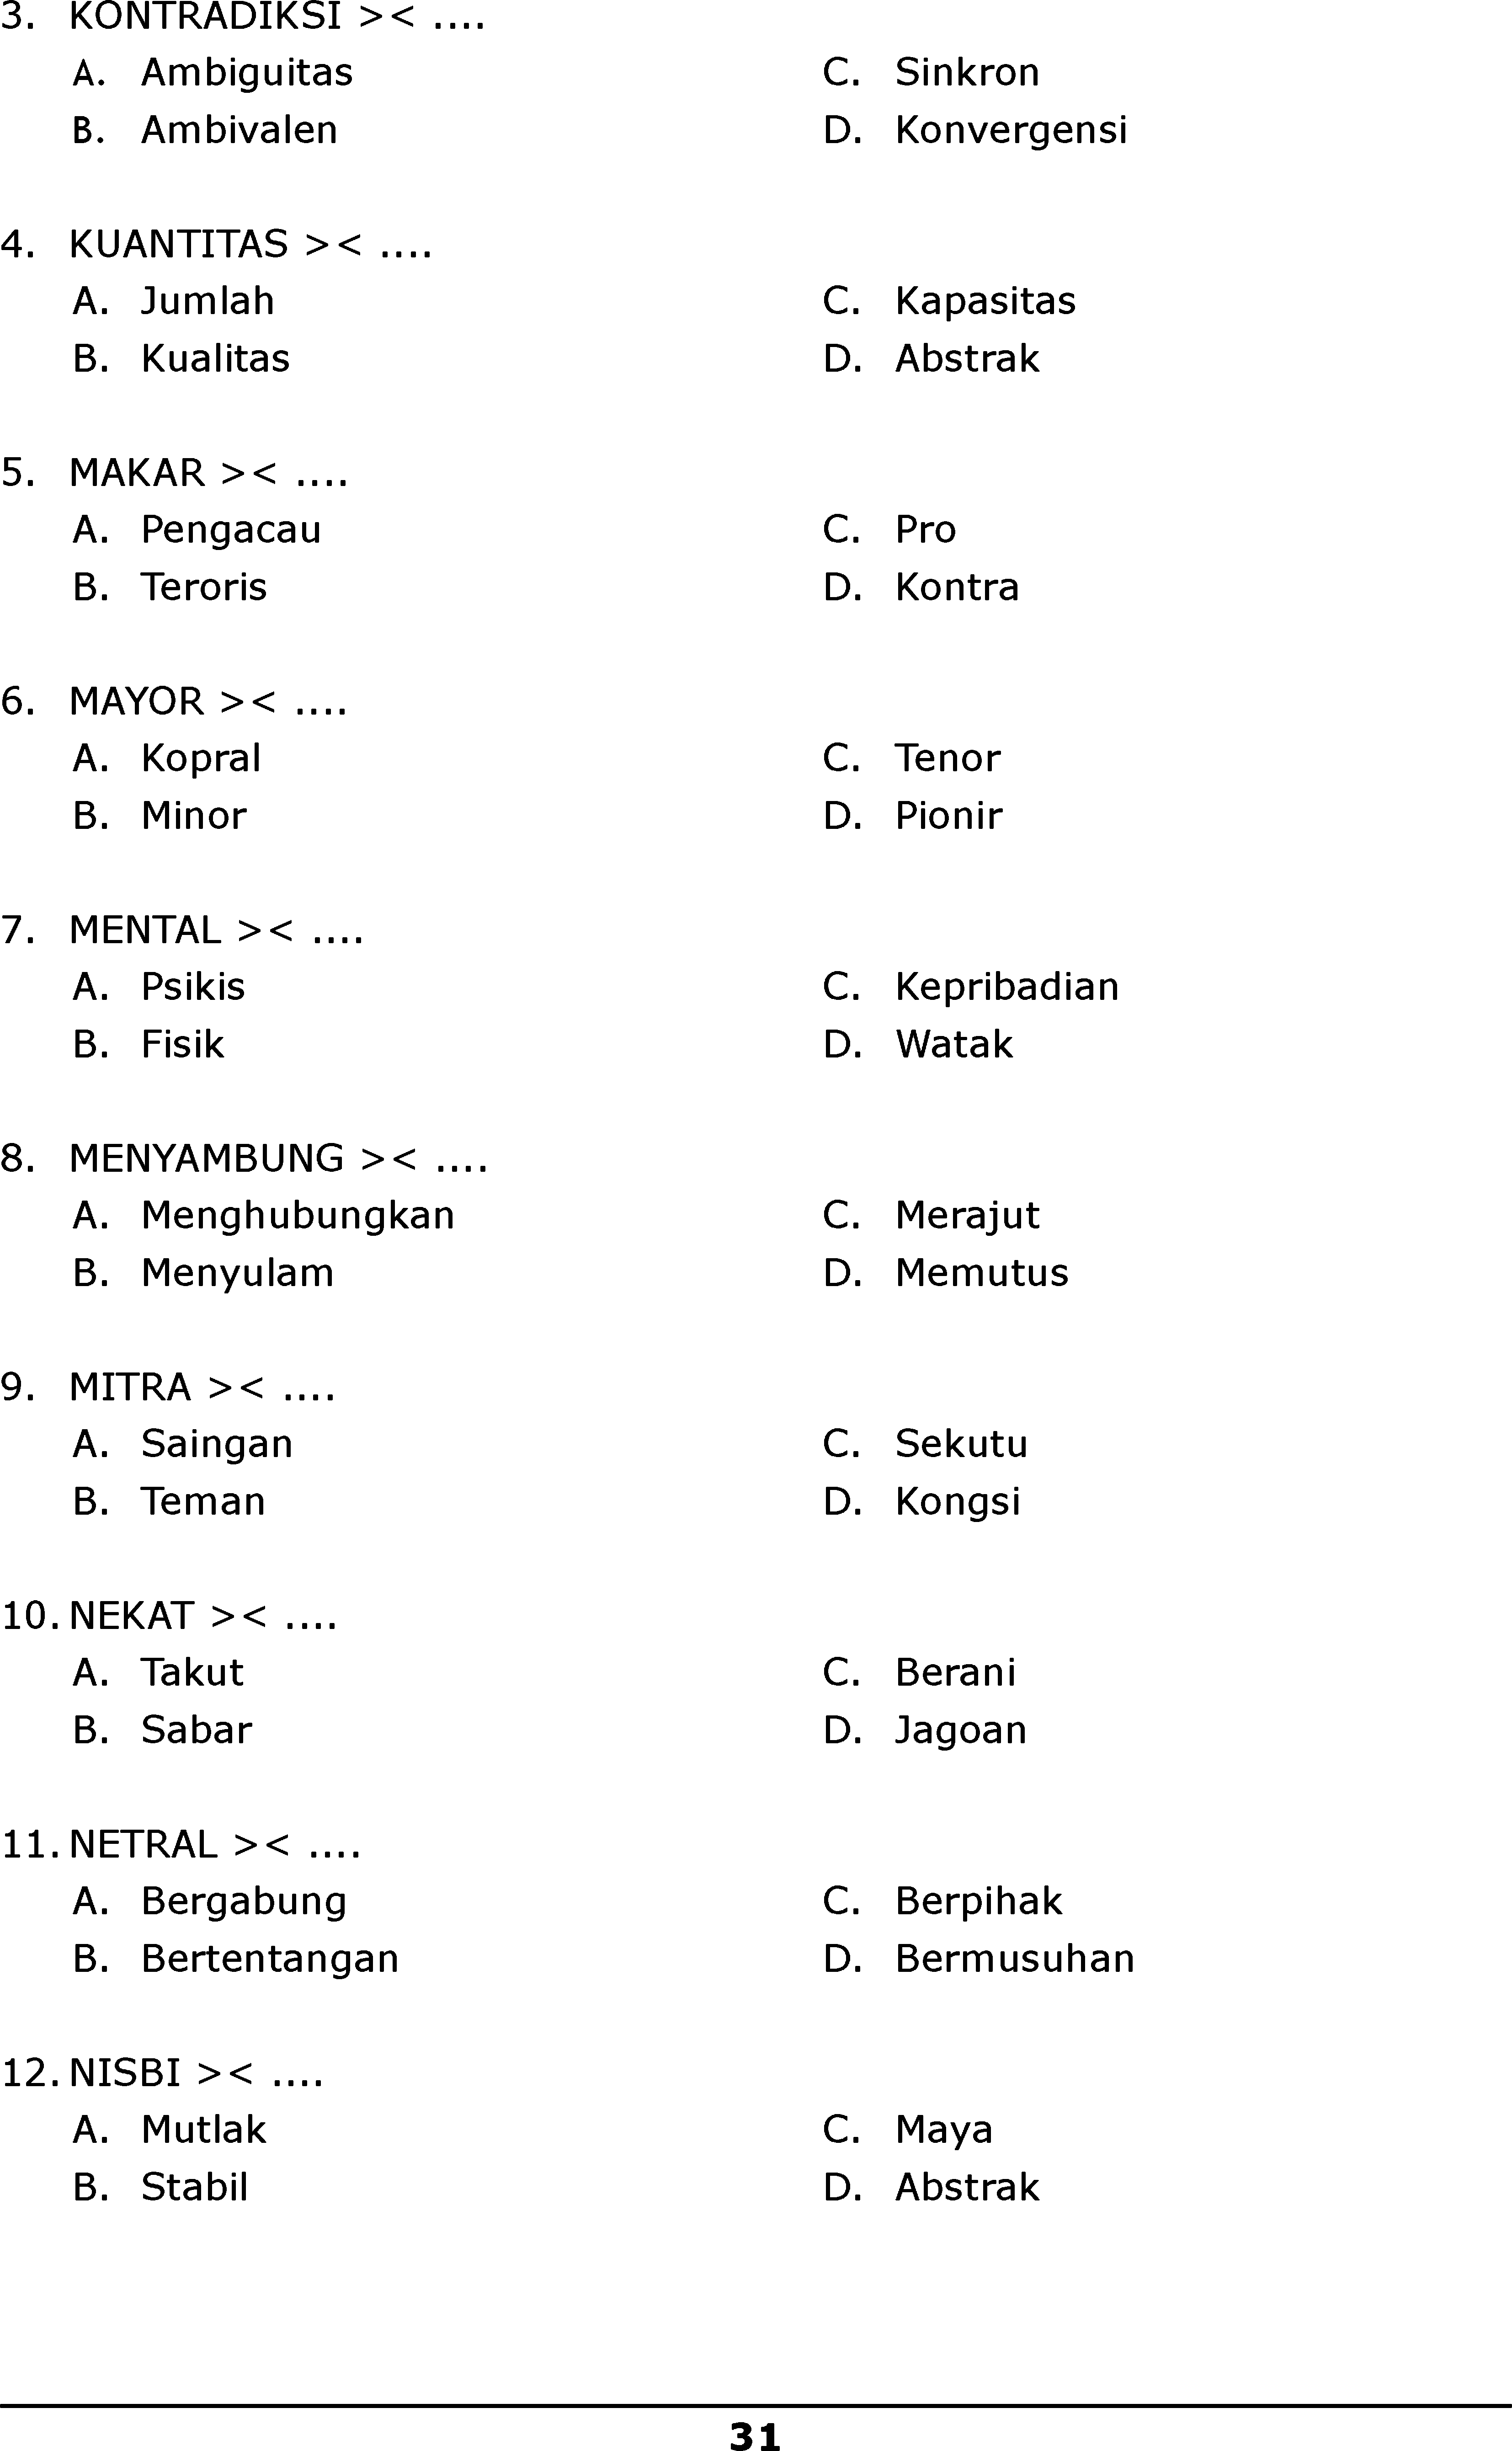 3. KONTRADIKSI >< ....
A. Ambiguitas C. Sinkron
B. Ambivalen D. Konvergensi
4. KUANTITAS >< ....
A. Jumlah C. Kapasitas
B. Kualitas D. Abstrak
5. MAKAR >< ....
A. Pengacau C. Pro
B. Teroris D. Kontra
6. MAYOR >< ....
A. Kopral C. Tenor
B. Minor D. Pionir
7. MENTAL >< ....
A. Psikis C. Kepribadian
B. Fisik D. Watak
8. MENYAMBUNG >< ....
A. Menghubungkan C. Merajut
B. Menyulam D. Memutus
9. MITRA >< ....
A. Saingan C. Sekutu
B. Teman D. Kongsi
10. NEKAT >< ....
A. Takut C. Berani
B. Sabar D. Jagoan
11. NETRAL >< ....
A. Bergabung C. Berpihak
B. Bertentangan D. Bermusuhan
12. NISBI >< ....
A. Mutlak C. Maya
B. Stabil D. Abstrak
31